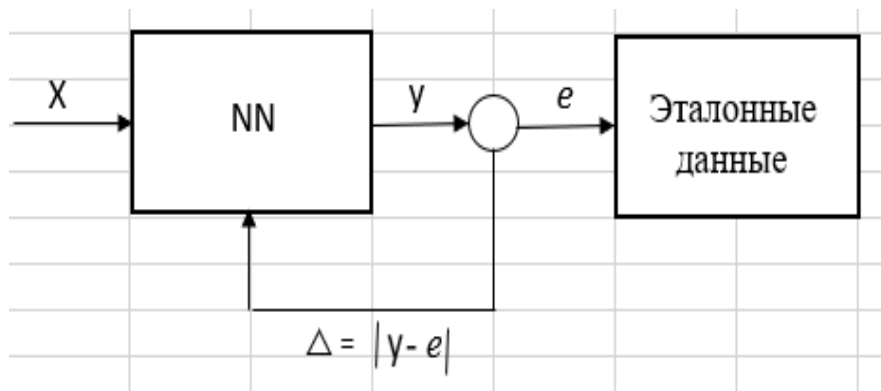 X
NN
y
e
Эталонные
данные
△ = |y - e|